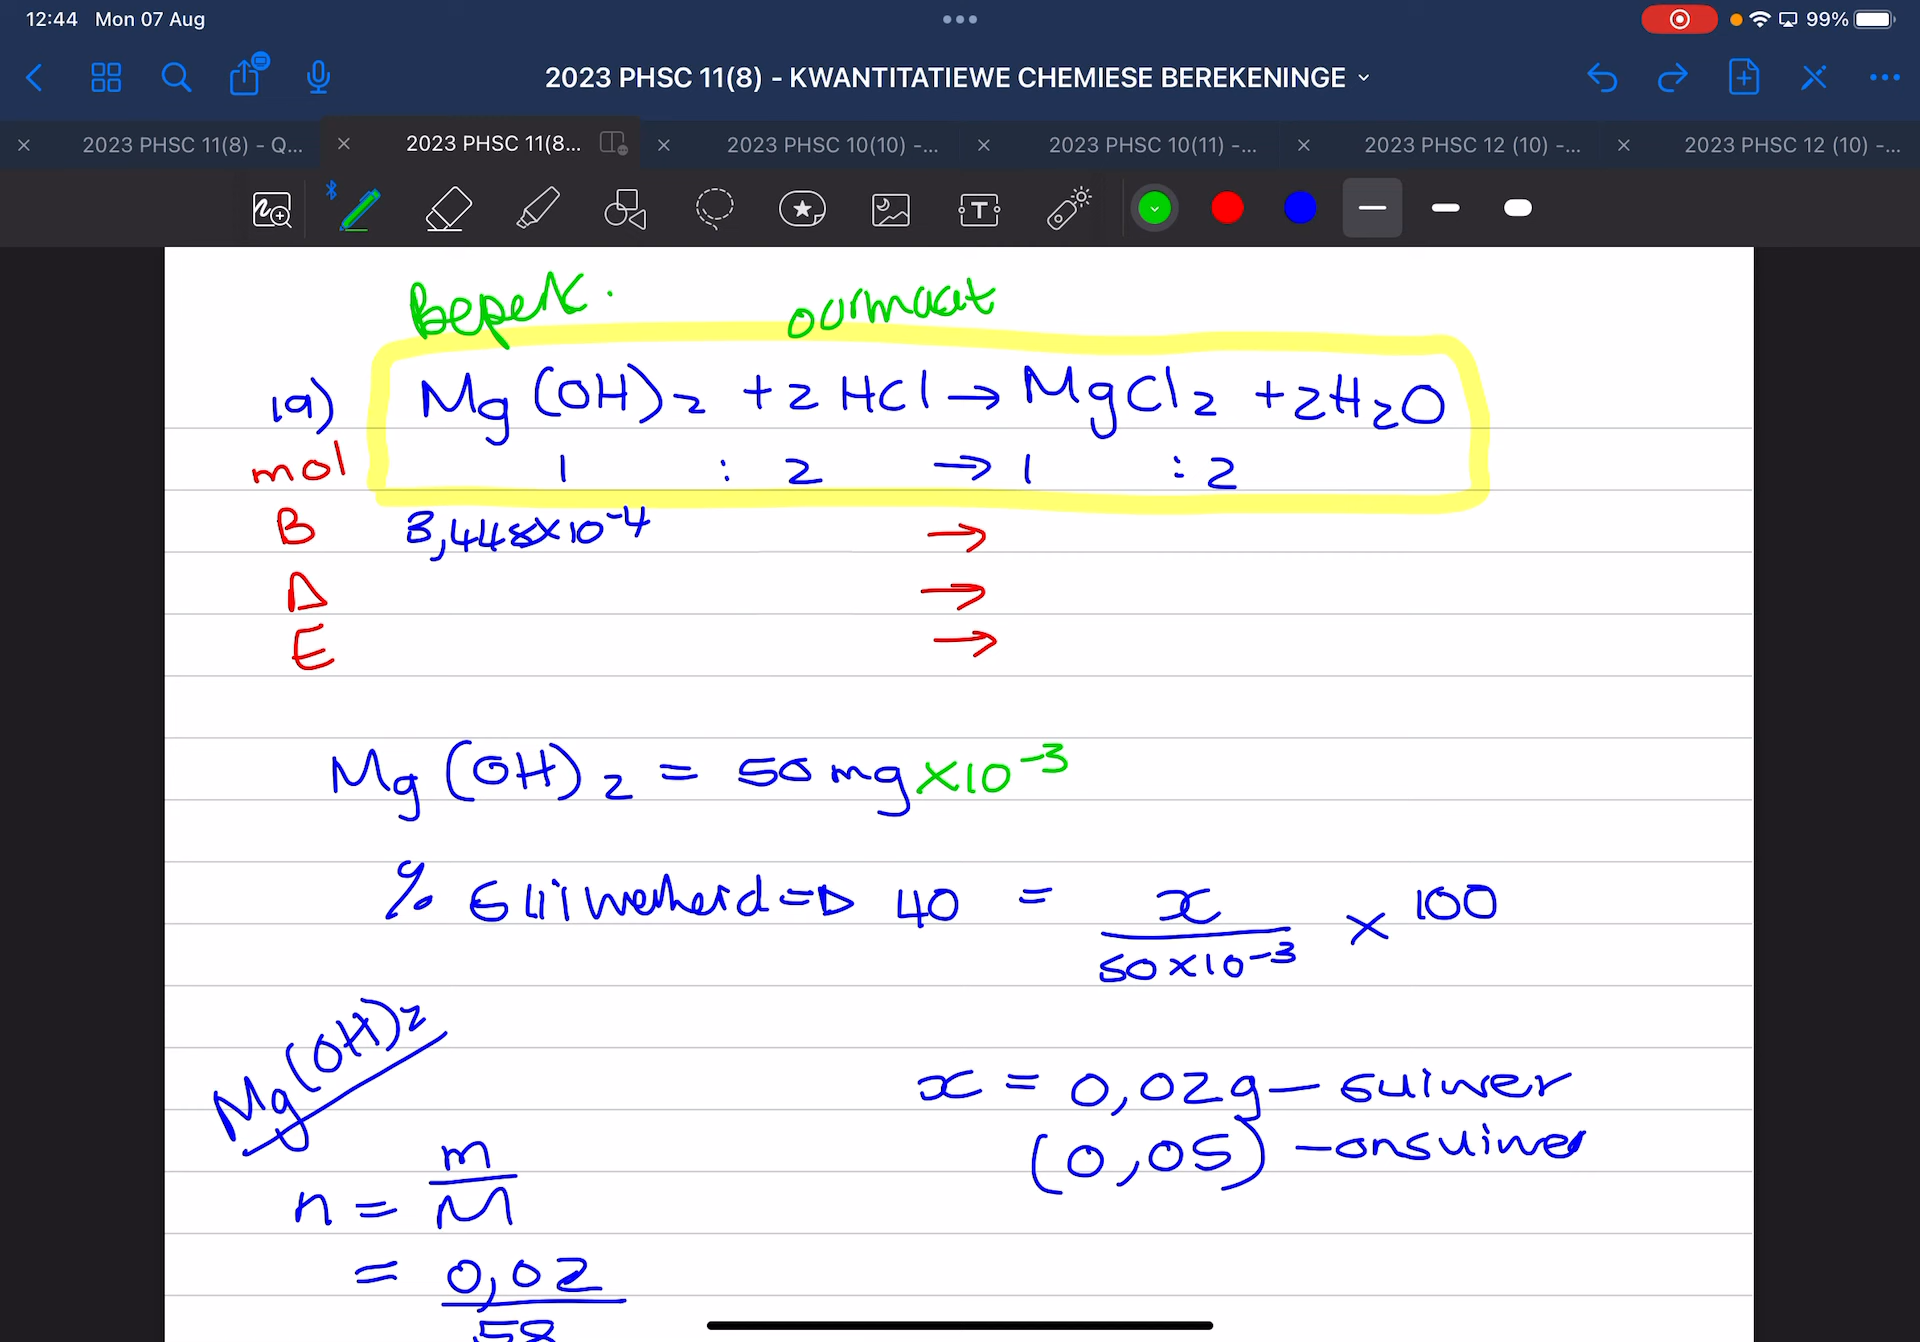 12:44 Mon 07 Aug
99%
2023 PHSC 11(8) - KWANTITATIEWE CHEMIESE BEREKENINGE
2023 PHSC 11(8) - Q... 2023 PHSC 11(8... 2023 PHSC 10(10) -... 2023 PHSC 10(11) -... 2023 PHSC 12 (10) -... 2023 PHSC 12 (10) -...
Beperk. ourmaat
19) Mg(OH)₂ + 2HCl → MgCl₂ + 2H₂O
mol 1 : 2 → 1 : 2
B 3,448×10⁻⁴ →
Δ →
E →
Mg(OH)₂ = 50 mg ×10⁻³
% Suiwerheid ⇒ 40 = x / 50×10⁻³ × 100
Mg(OH)₂
x = 0,02g – suiwer
(0,05) – onsuiwer
n = m/M
= 0,02/58